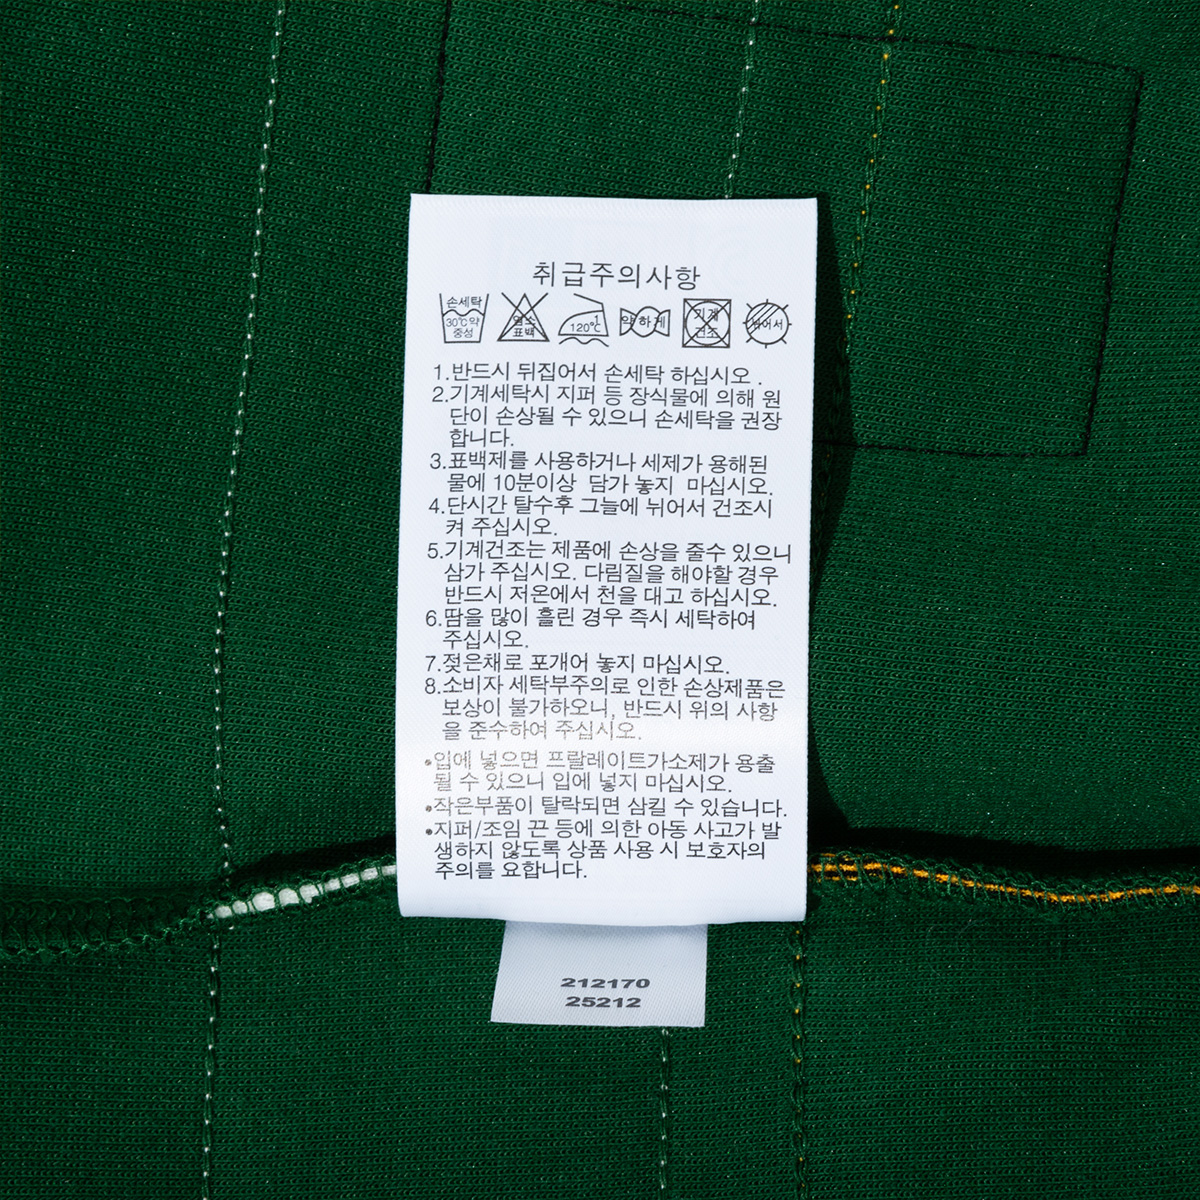 취급주의사항
손세탁
30℃약
중성
염소
표백
1
120℃
약하게
기계
건조
뉘어서
1.반드시 뒤집어서 손세탁 하십시오 .
2.기계세탁시 지퍼 등 장식물에 의해 원
단이 손상될 수 있으니 손세탁을 권장
합니다.
3.표백제를 사용하거나 세제가 용해된
물에 10분이상 담가 놓지 마십시오.
4.단시간 탈수후 그늘에 뉘어서 건조시
켜 주십시오.
5.기계건조는 제품에 손상을 줄수 있으니
삼가 주십시오. 다림질을 해야할 경우
반드시 저온에서 천을 대고 하십시오.
6.땀을 많이 흘린 경우 즉시 세탁하여
주십시오.
7.젖은채로 포개어 놓지 마십시오.
8.소비자 세탁부주의로 인한 손상제품은
보상이 불가하오니, 반드시 위의 사항
을 준수하여 주십시오.
•입에 넣으면 프탈레이트가소제가 용출
될 수 있으니 입에 넣지 마십시오.
•작은부품이 탈락되면 삼킬 수 있습니다.
•지퍼/조임 끈 등에 의한 아동 사고가 발
생하지 않도록 상품 사용 시 보호자의
주의를 요합니다.
212170
25212